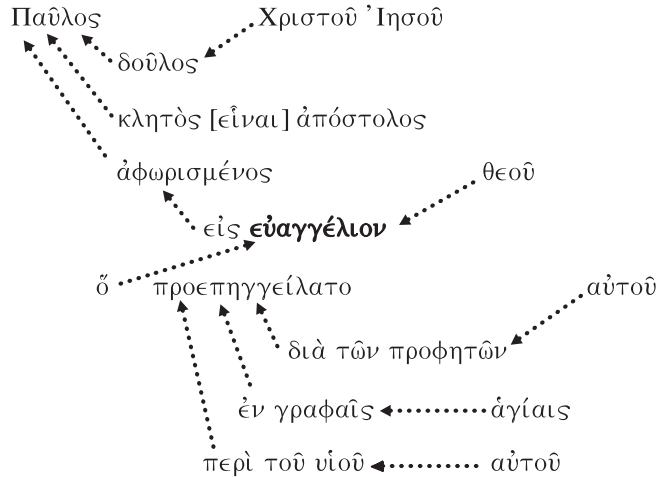 Παῦλος Χριστοῦ Ἰησοῦ
δοῦλος
κλητὸς [εἶναι] ἀπόστολος
ἀφωρισμένος θεοῦ
εἰς εὐαγγέλιον
ὅ προεπηγγείλατο αὐτοῦ
διὰ τῶν προφητῶν
ἐν γραφαῖς ἁγίαις
περὶ τοῦ υἱοῦ αὐτοῦ